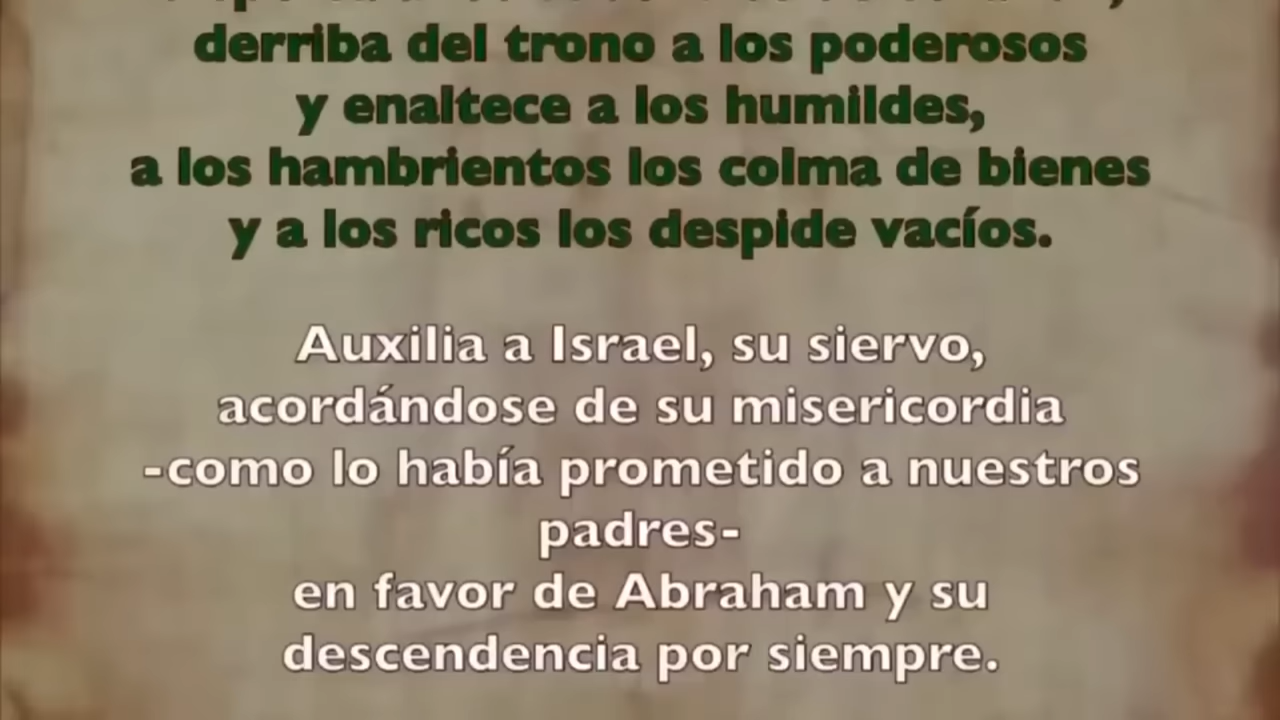 derriba del trono a los poderosos
y enaltece a los humildes,
a los hambrientos los colma de bienes
y a los ricos los despide vacíos.
Auxilia a Israel, su siervo,
acordándose de su misericordia
-como lo había prometido a nuestros
padres-
en favor de Abraham y su
descendencia por siempre.